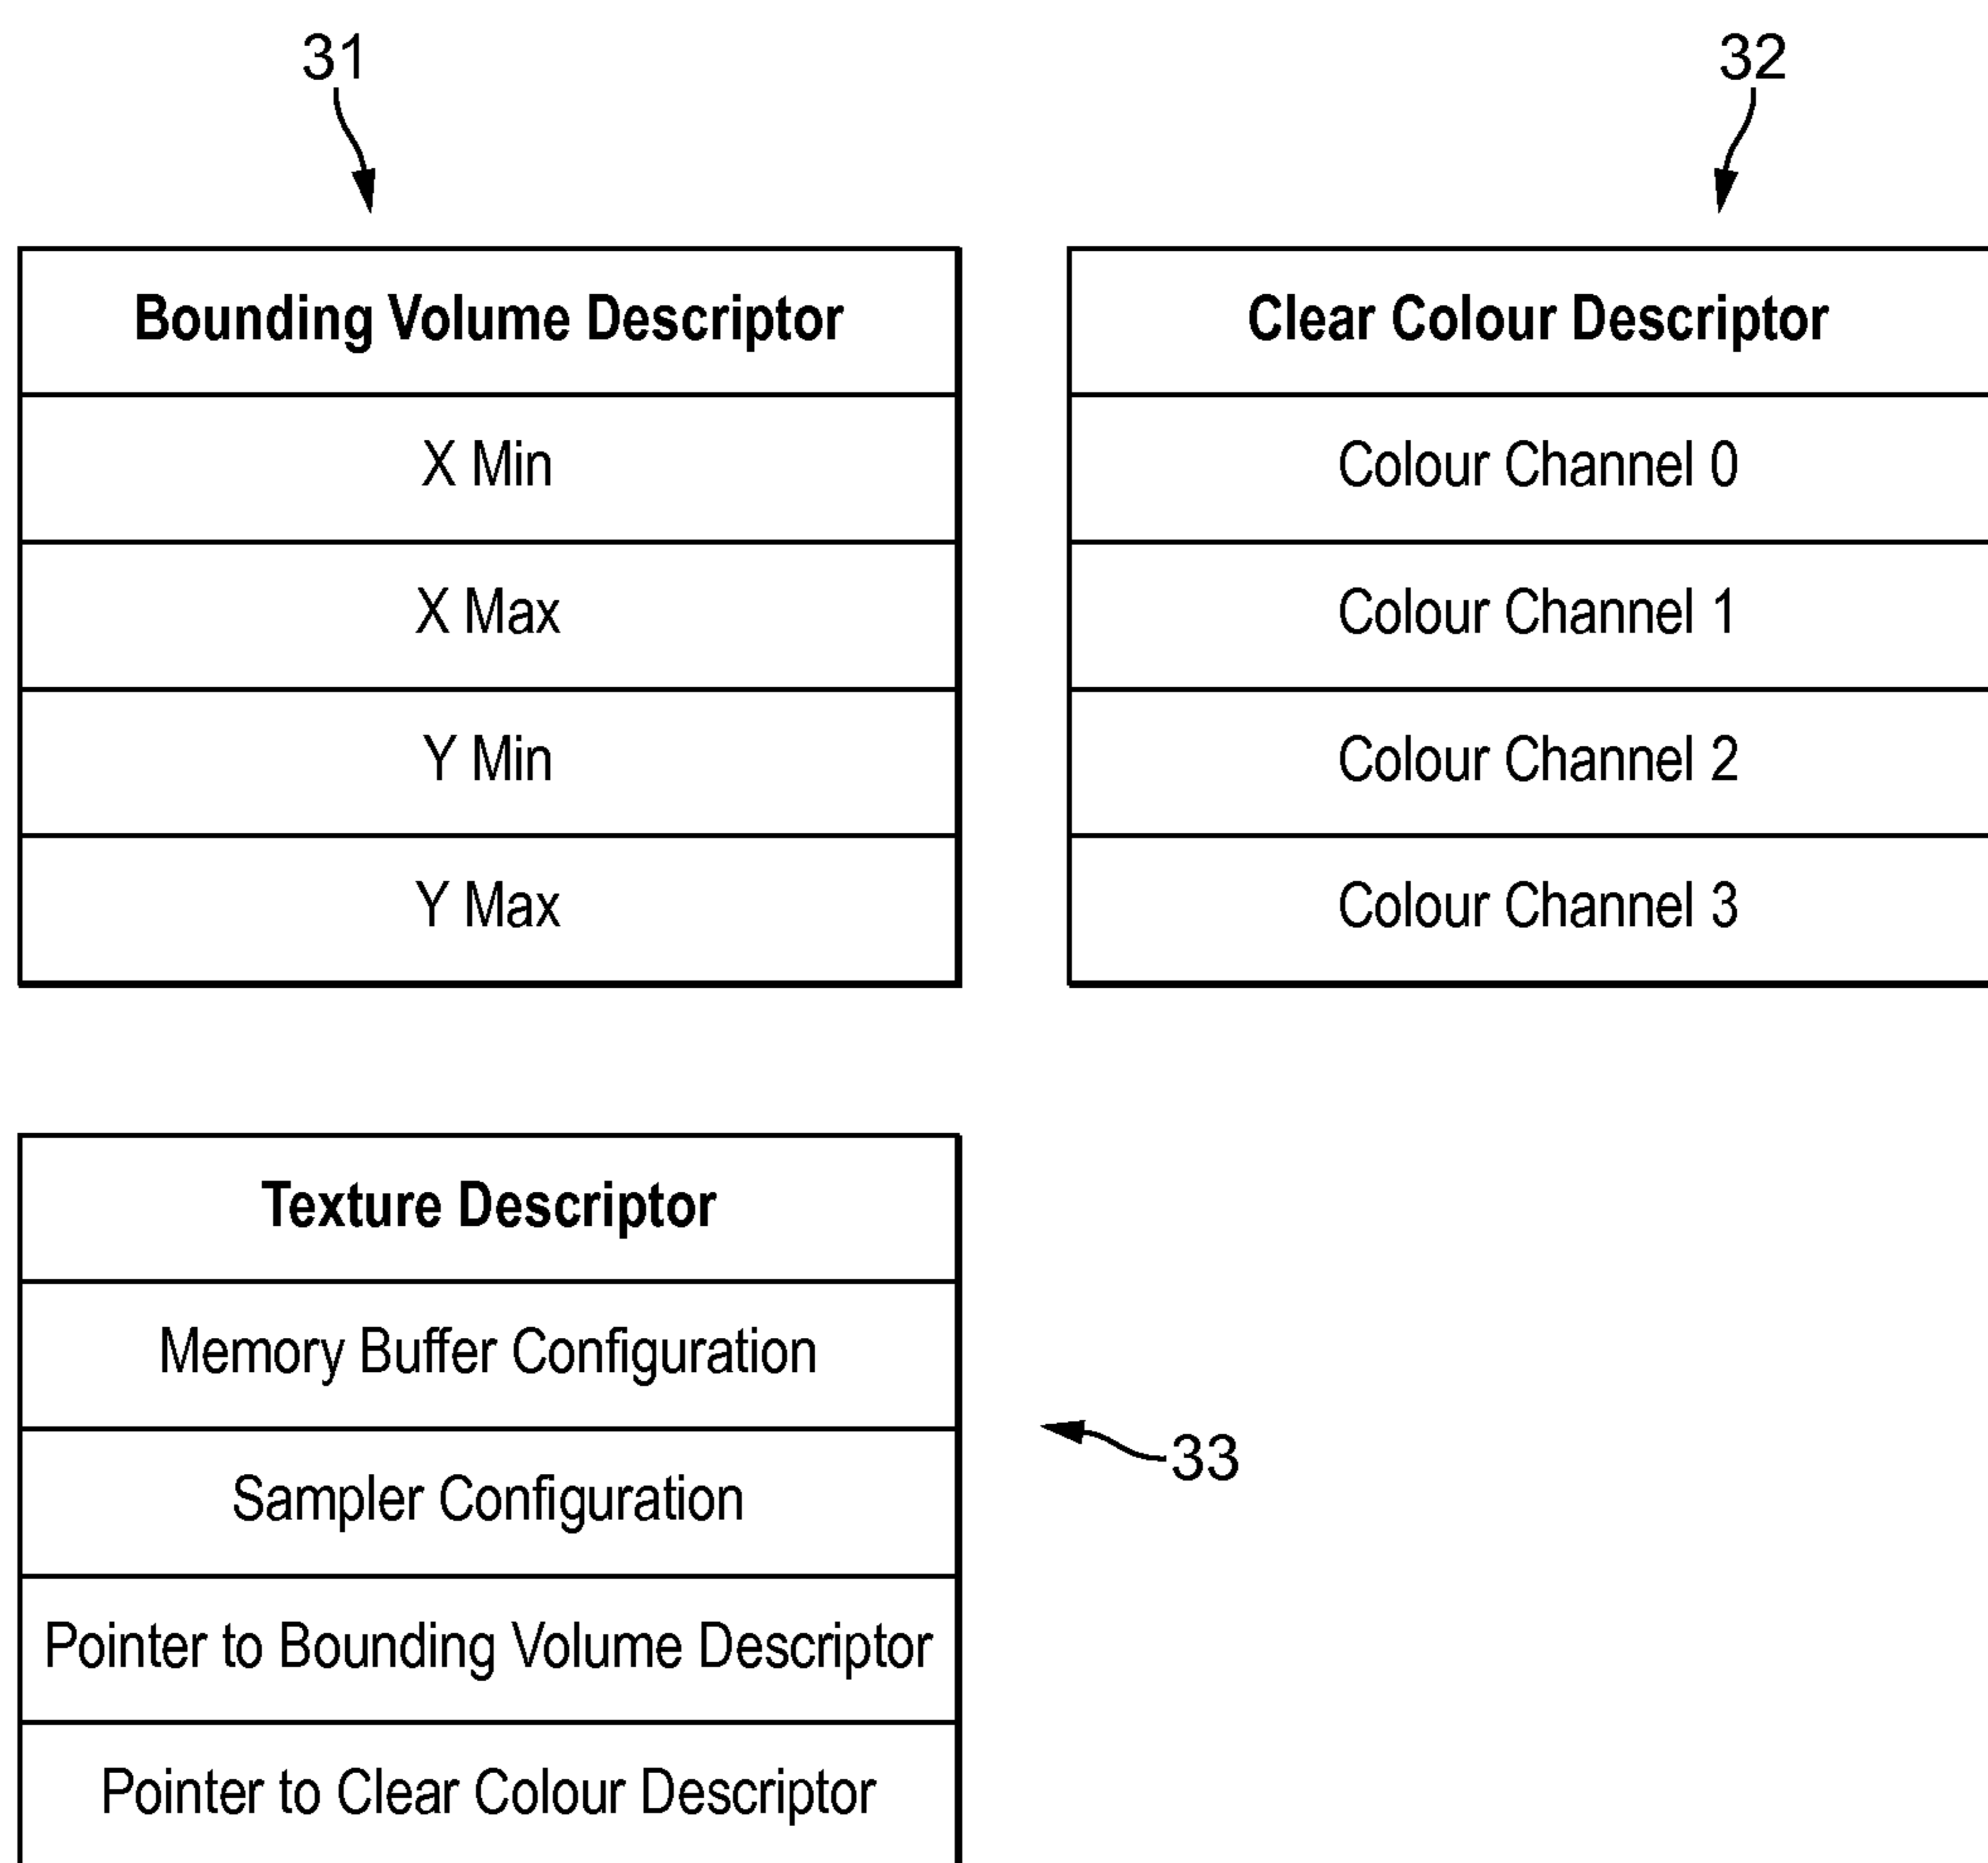 31
Bounding Volume Descriptor
X Min
X Max
Y Min
Y Max
32
Clear Colour Descriptor
Colour Channel 0
Colour Channel 1
Colour Channel 2
Colour Channel 3
Texture Descriptor
Memory Buffer Configuration
Sampler Configuration
Pointer to Bounding Volume Descriptor
Pointer to Clear Colour Descriptor
33